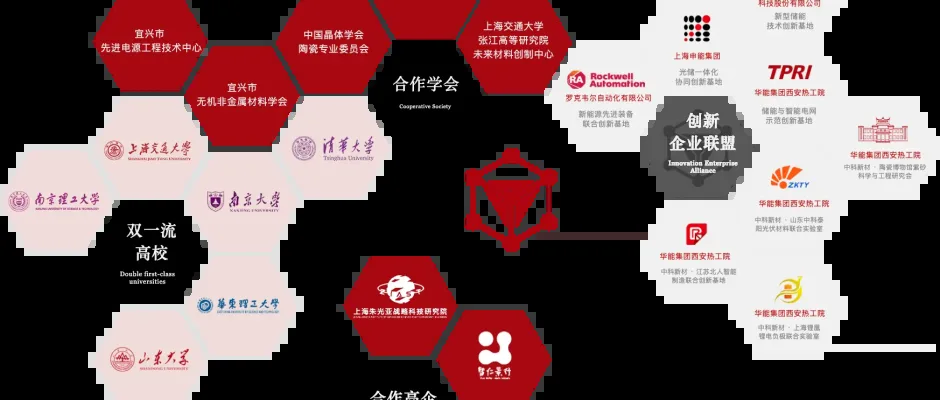 宜兴市
先进电源工程技术中心
宜兴市
无机非金属材料学会
中国晶体学会
陶瓷专业委员会
合作学会
Cooperative Society
上海交通大学
张江高等研究院
未来材料创制中心
上海交通大学
SHANGHAI JIAO TONG UNIVERSITY
清华大学
Tsinghua University
南京理工大学
南京大学
NANJING UNIVERSITY
双一流
高校
Double first-class
universities
华东理工大学
山东大学
SHANDONG UNIVERSITY
上海朱光亚战略科技研究院
智仁景行
合作高企
RA Rockwell
Automation
罗克韦尔自动化有限公司
新能源先进装备
联合创新基地
上海申能集团
光储一体化
协同创新基地
科技股份有限公司
新型储能
技术创新基地
TPRI
华能集团西安热工院
储能与智能电网
示范创新基地
创新
企业联盟
Innovation Enterprise
Alliance
华能集团西安热工院
中科新材·陶瓷博物馆紫砂
科学与工程研究会
ZKTY
华能集团西安热工院
中科新材·山东中科泰
阳光伏材料联合实验室
华能集团西安热工院
中科新材·江苏北人智能
制造联合创新基地
华能集团西安热工院
中科新材·上海锂凰
锂电负极联合实验室